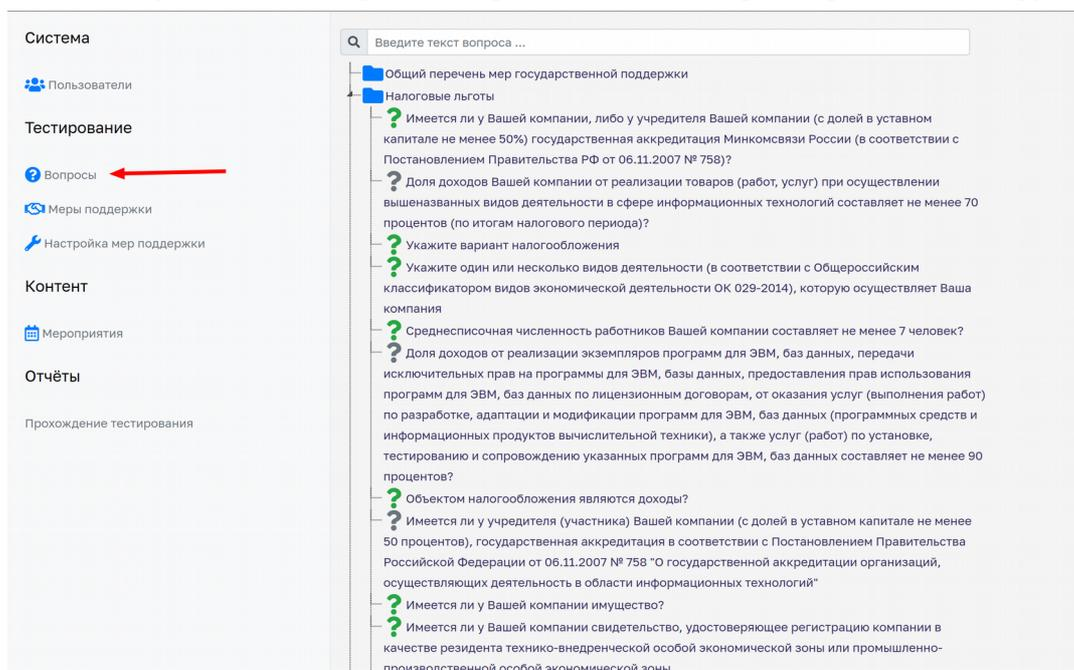 Система
Пользователи
Тестирование
Вопросы
Меры поддержки
Настройка мер поддержки
Контент
Мероприятия
Отчёты
Прохождение тестирования
Введите текст вопроса ...
Общий перечень мер государственной поддержки
Налоговые льготы
Имеется ли у Вашей компании, либо у учредителя Вашей компании (с долей в уставном
капитале не менее 50%) государственная аккредитация Минкомсвязи России (в соответствии с
Постановлением Правительства РФ от 06.11.2007 № 758)?
Доля доходов Вашей компании от реализации товаров (работ, услуг) при осуществлении
вышеназванных видов деятельности в сфере информационных технологий составляет не менее 70
процентов (по итогам налогового периода)?
Укажите вариант налогообложения
Укажите один или несколько видов деятельности (в соответствии с Общероссийским
классификатором видов экономической деятельности ОК 029-2014), которую осуществляет Ваша
компания
Среднесписочная численность работников Вашей компании составляет не менее 7 человек?
Доля доходов от реализации экземпляров программ для ЭВМ, баз данных, передачи
исключительных прав на программы для ЭВМ, базы данных, предоставления прав использования
программ для ЭВМ, баз данных по лицензионным договорам, от оказания услуг (выполнения работ)
по разработке, адаптации и модификации программ для ЭВМ, баз данных (программных средств и
информационных продуктов вычислительной техники), а также услуг (работ) по установке,
тестированию и сопровождению указанных программ для ЭВМ, баз данных составляет не менее 90
процентов?
Объектом налогообложения являются доходы?
Имеется ли у учредителя (участника) Вашей компании (с долей в уставном капитале не менее
50 процентов), государственная аккредитация в соответствии с Постановлением Правительства
Российской Федерации от 06.11.2007 № 758 "О государственной аккредитации организаций,
осуществляющих деятельность в области информационных технологий"
Имеется ли у Вашей компании имущество?
Имеется ли у Вашей компании свидетельство, удостоверяющее регистрацию компании в
качестве резидента технико-внедренческой особой экономической зоны или промышленно-
производственной особой экономической зоны